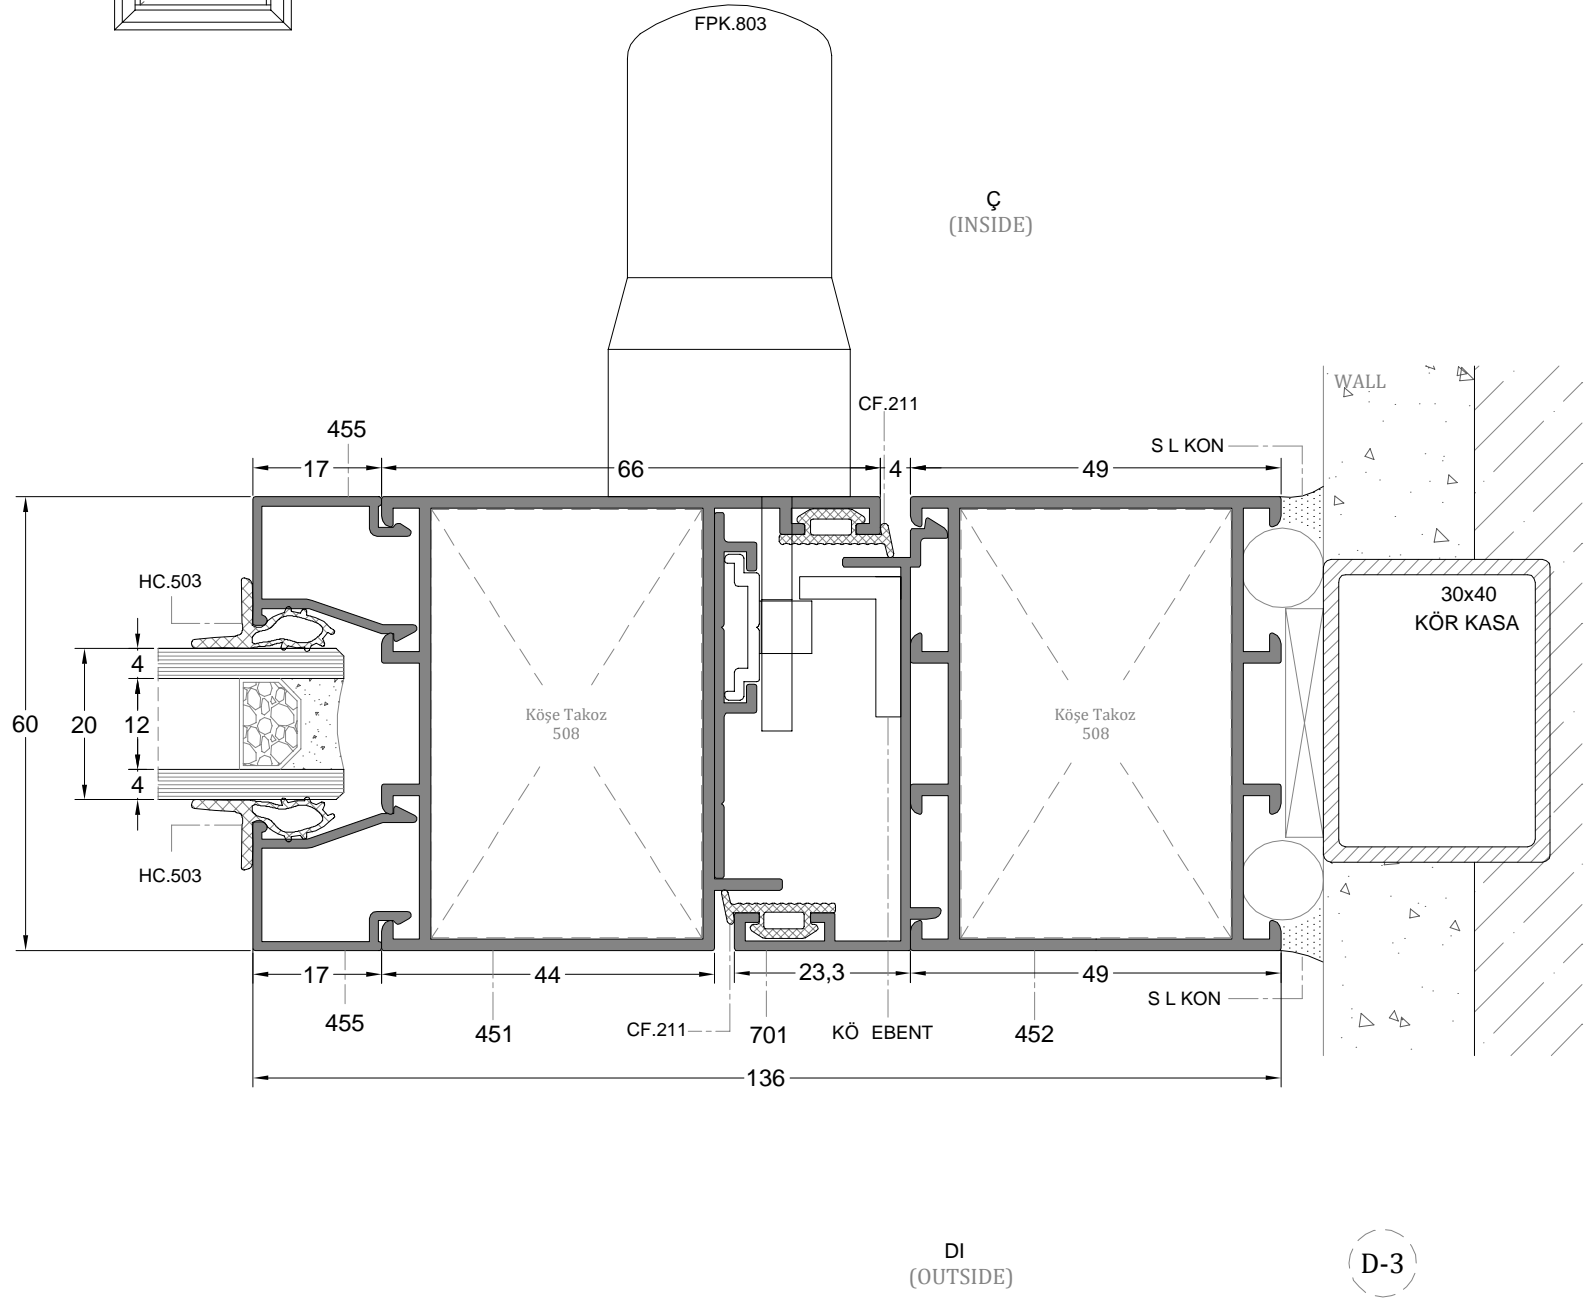 FPK.803
Ç
(INSIDE)
WALL
CF.211
455
S L KON
17
66
4
49
HC.503
30x40
KÖR KASA
4
60
20
12
4
Köşe Takoz
508
Köşe Takoz
508
HC.503
17
44
23,3
49
S L KON
455
451
CF.211
701
KÖ EBENT
452
136
DI
(OUTSIDE)
D-3